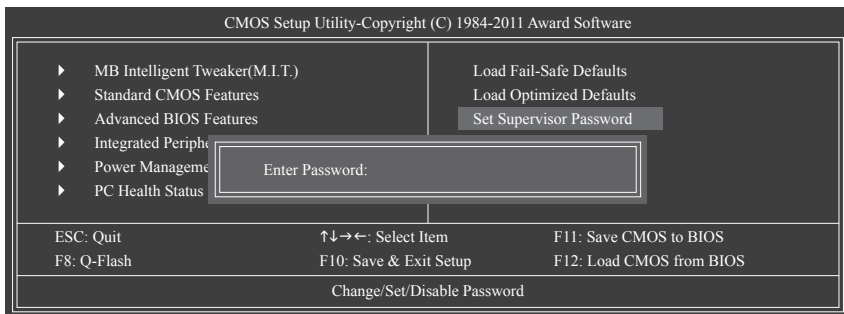 CMOS Setup Utility-Copyright (C) 1984-2011 Award Software
MB Intelligent Tweaker(M.I.T.)
Standard CMOS Features
Advanced BIOS Features
Integrated Periphe
Power Manageme
PC Health Status
Load Fail-Safe Defaults
Load Optimized Defaults
Set Supervisor Password
Enter Password:
ESC: Quit
↑↓→←: Select Item
F11: Save CMOS to BIOS
F8: Q-Flash
F10: Save & Exit Setup
F12: Load CMOS from BIOS
Change/Set/Disable Password